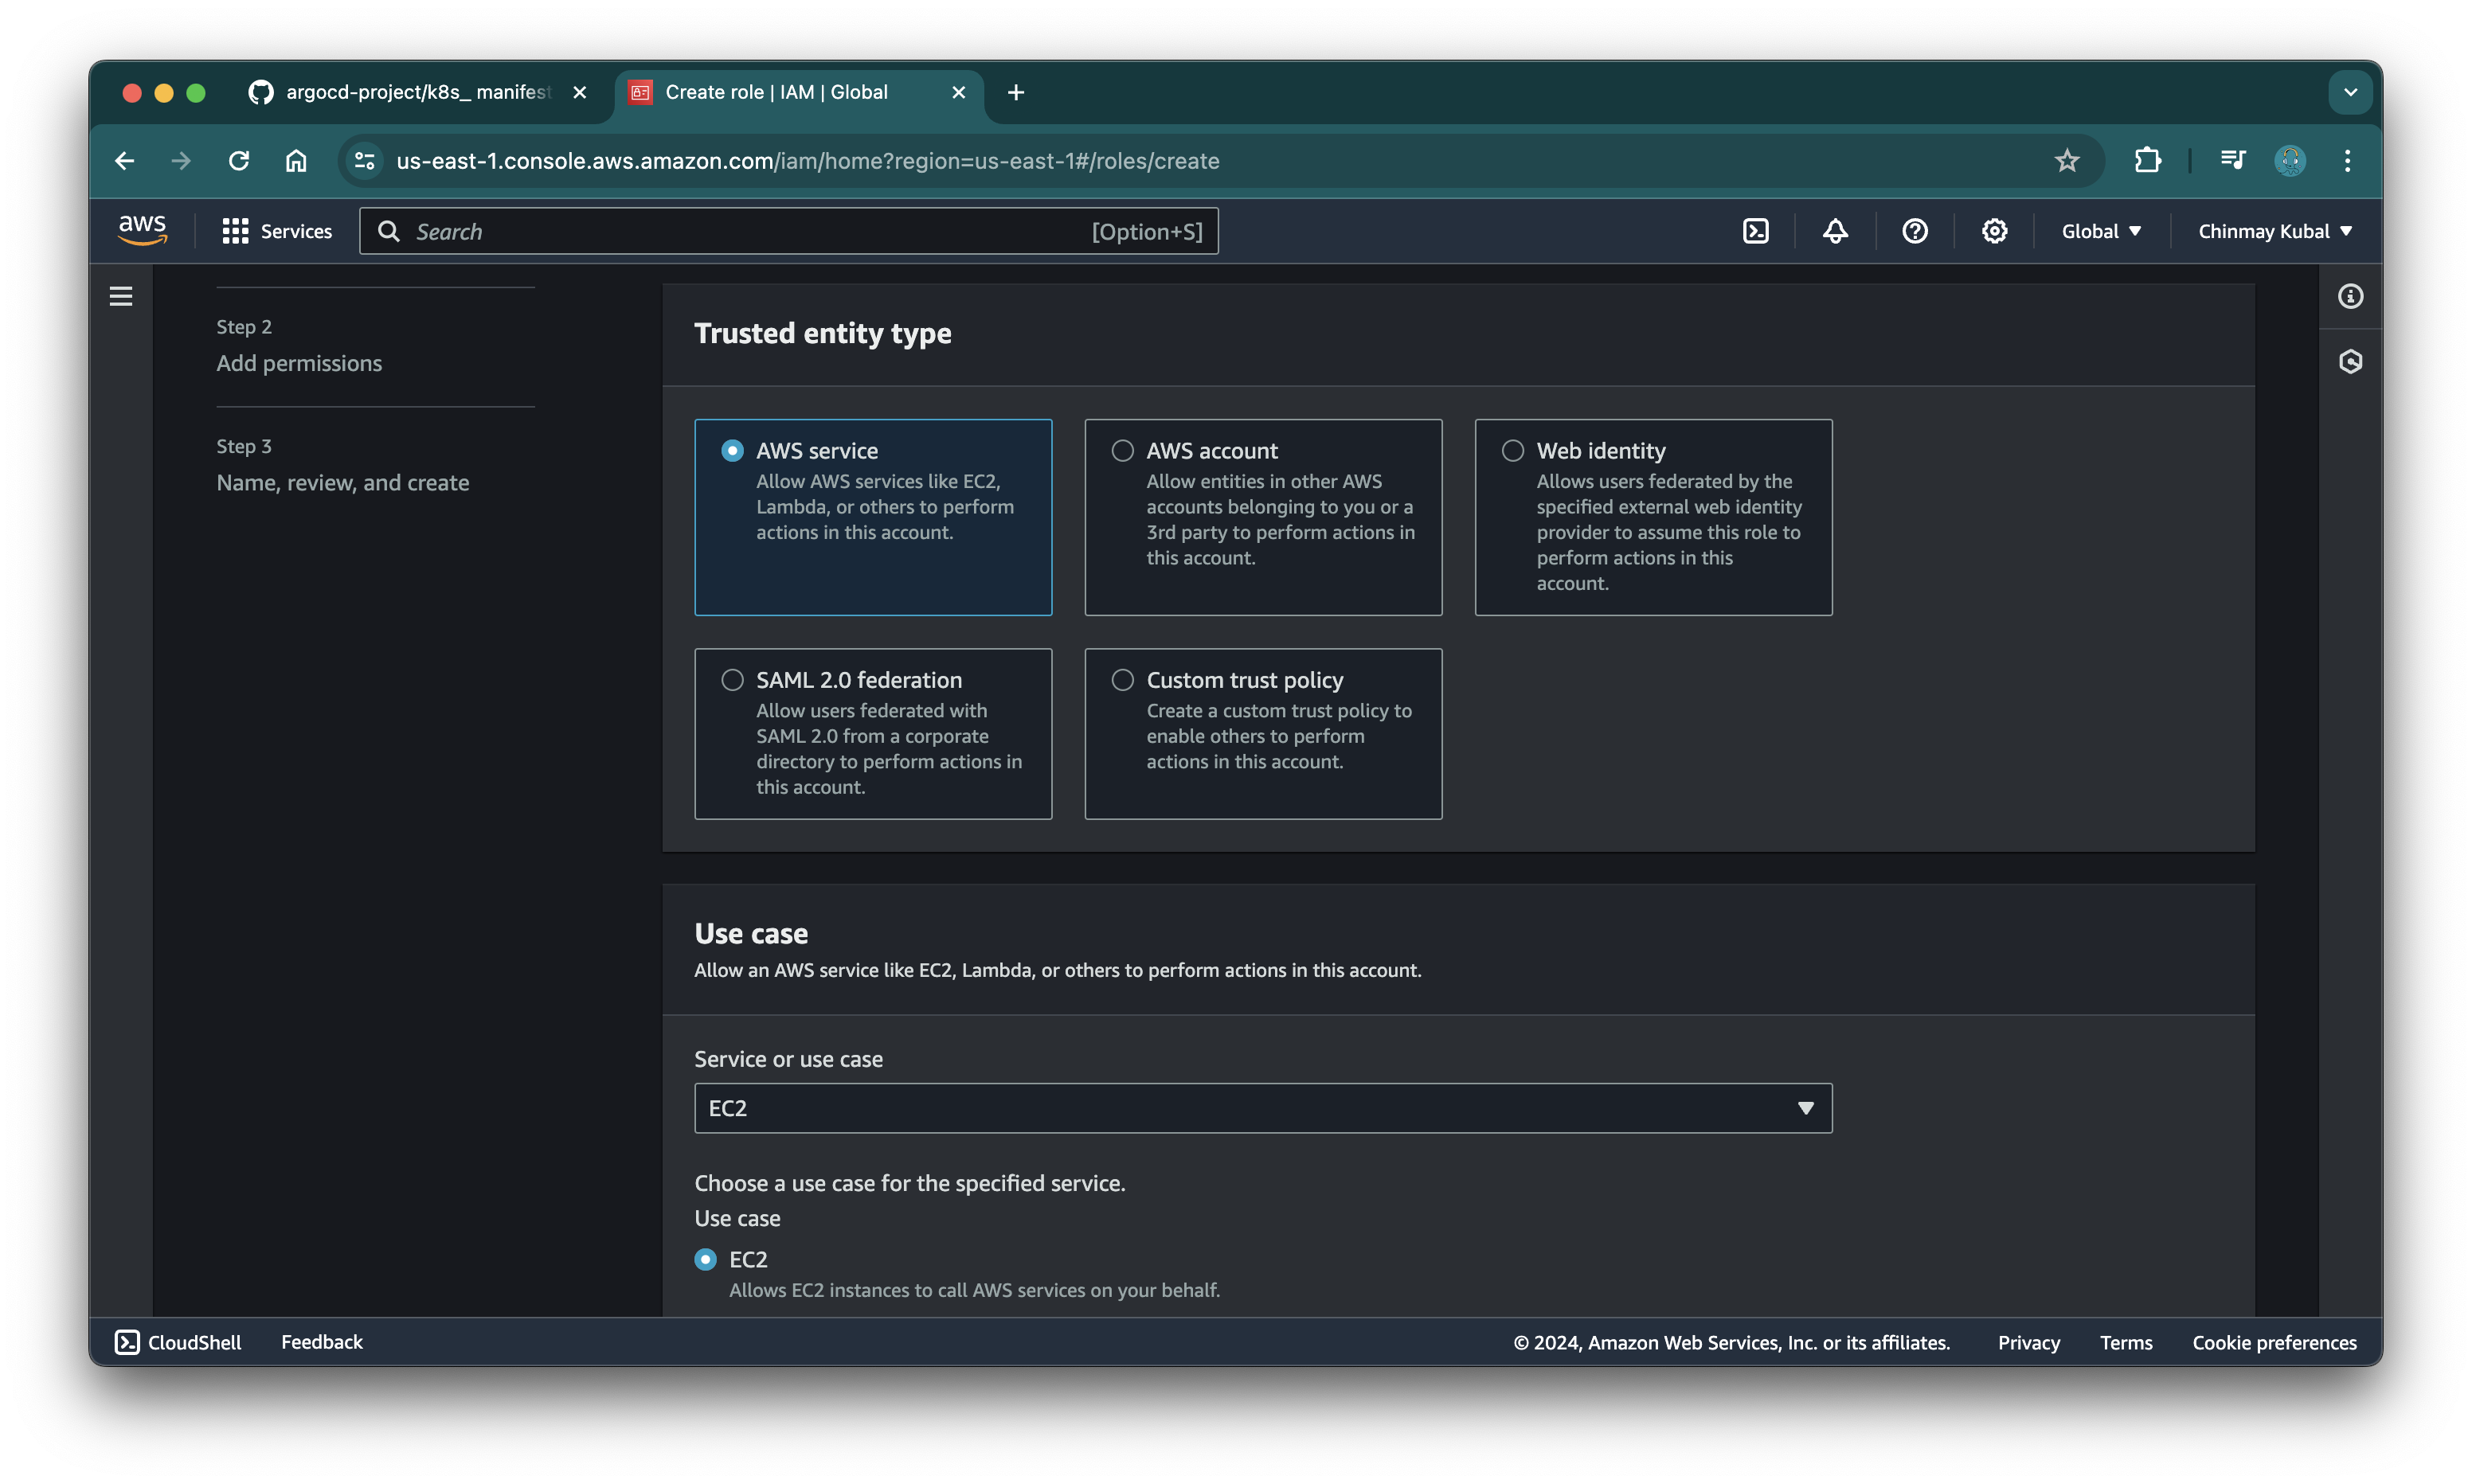 argocd-project/k8s_ manifest
Create role | IAM | Global
us-east-1.console.aws.amazon.com/iam/home?region=us-east-1#/roles/create
aws
Services
Search
[Option+S]
Global
Chinmay Kubal
Step 2
Add permissions
Step 3
Name, review, and create
Trusted entity type
AWS service
Allow AWS services like EC2,
Lambda, or others to perform
actions in this account.
AWS account
Allow entities in other AWS
accounts belonging to you or a
3rd party to perform actions in
this account.
Web identity
Allows users federated by the
specified external web identity
provider to assume this role to
perform actions in this
account.
SAML 2.0 federation
Allow users federated with
SAML 2.0 from a corporate
directory to perform actions in
this account.
Custom trust policy
Create a custom trust policy to
enable others to perform
actions in this account.
Use case
Allow an AWS service like EC2, Lambda, or others to perform actions in this account.
Service or use case
EC2
Choose a use case for the specified service.
Use case
EC2
Allows EC2 instances to call AWS services on your behalf.
CloudShell
Feedback
© 2024, Amazon Web Services, Inc. or its affiliates.
Privacy
Terms
Cookie preferences